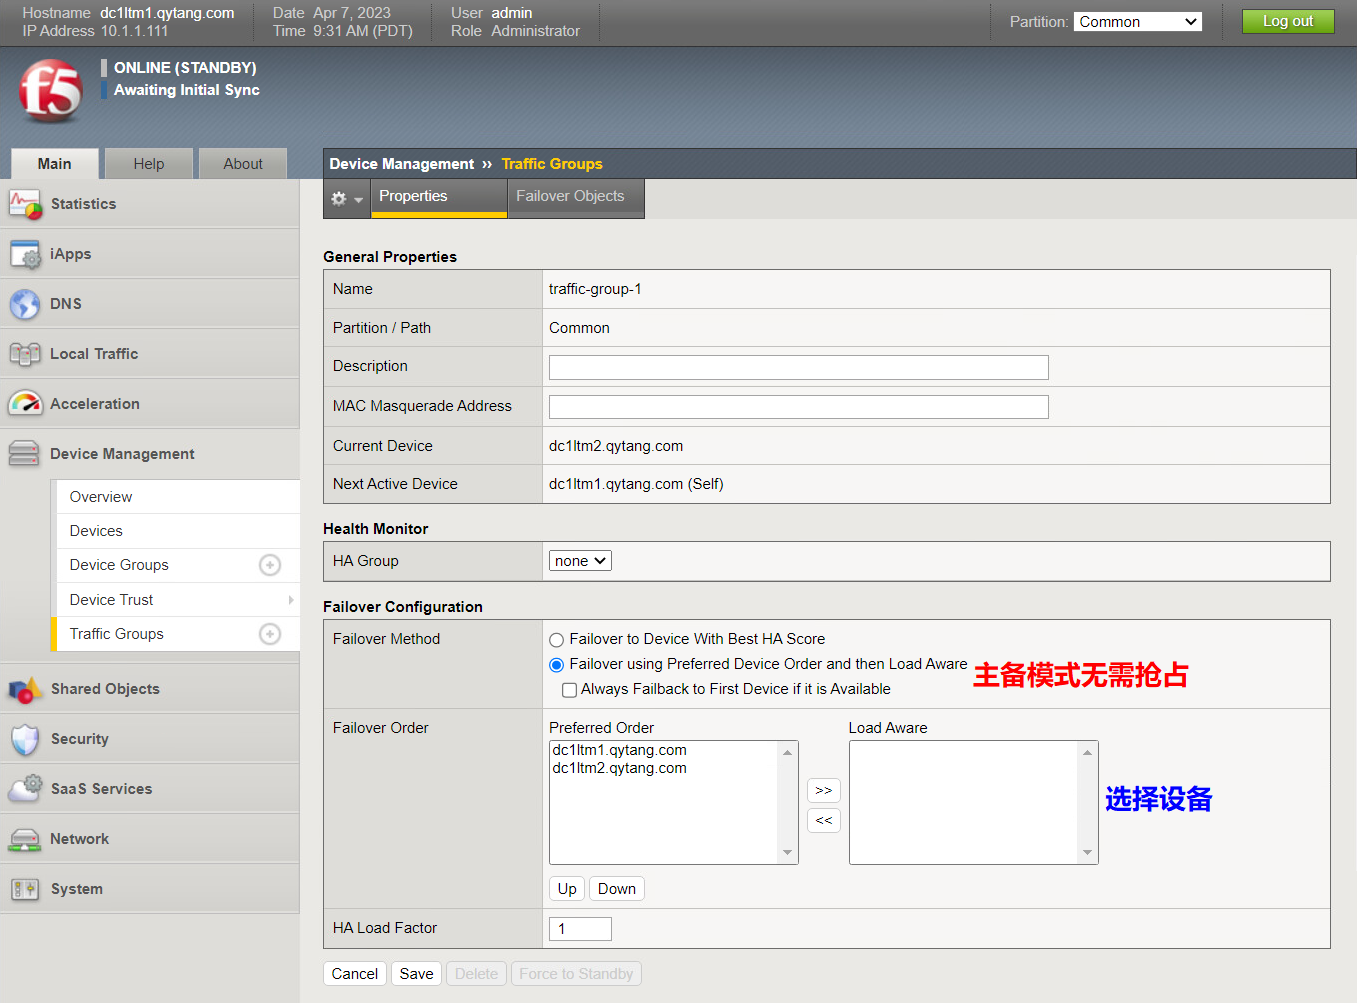 Hostname dc1ltm1.qytang.com
IP Address 10.1.1.111
Date Apr 7, 2023
Time 9:31 AM (PDT)
User admin
Role Administrator
Partition: Common
Log out
f5
ONLINE (STANDBY)
Awaiting Initial Sync
Main
Help
About
Statistics
iApps
DNS
Local Traffic
Acceleration
Device Management
Overview
Devices
Device Groups
Device Trust
Traffic Groups
Shared Objects
Security
SaaS Services
Network
System
Device Management ›› Traffic Groups
Properties
Failover Objects
General Properties
Name traffic-group-1
Partition / Path Common
Description
MAC Masquerade Address
Current Device dc1ltm2.qytang.com
Next Active Device dc1ltm1.qytang.com (Self)
Health Monitor
HA Group none
Failover Configuration
Failover Method Failover to Device With Best HA Score
Failover using Preferred Device Order and then Load Aware
主备模式无需抢占
Always Failback to First Device if it is Available
Failover Order Preferred Order Load Aware
dc1ltm1.qytang.com
dc1ltm2.qytang.com
>>
<<
选择设备
Up Down
HA Load Factor 1
Cancel Save Delete Force to Standby